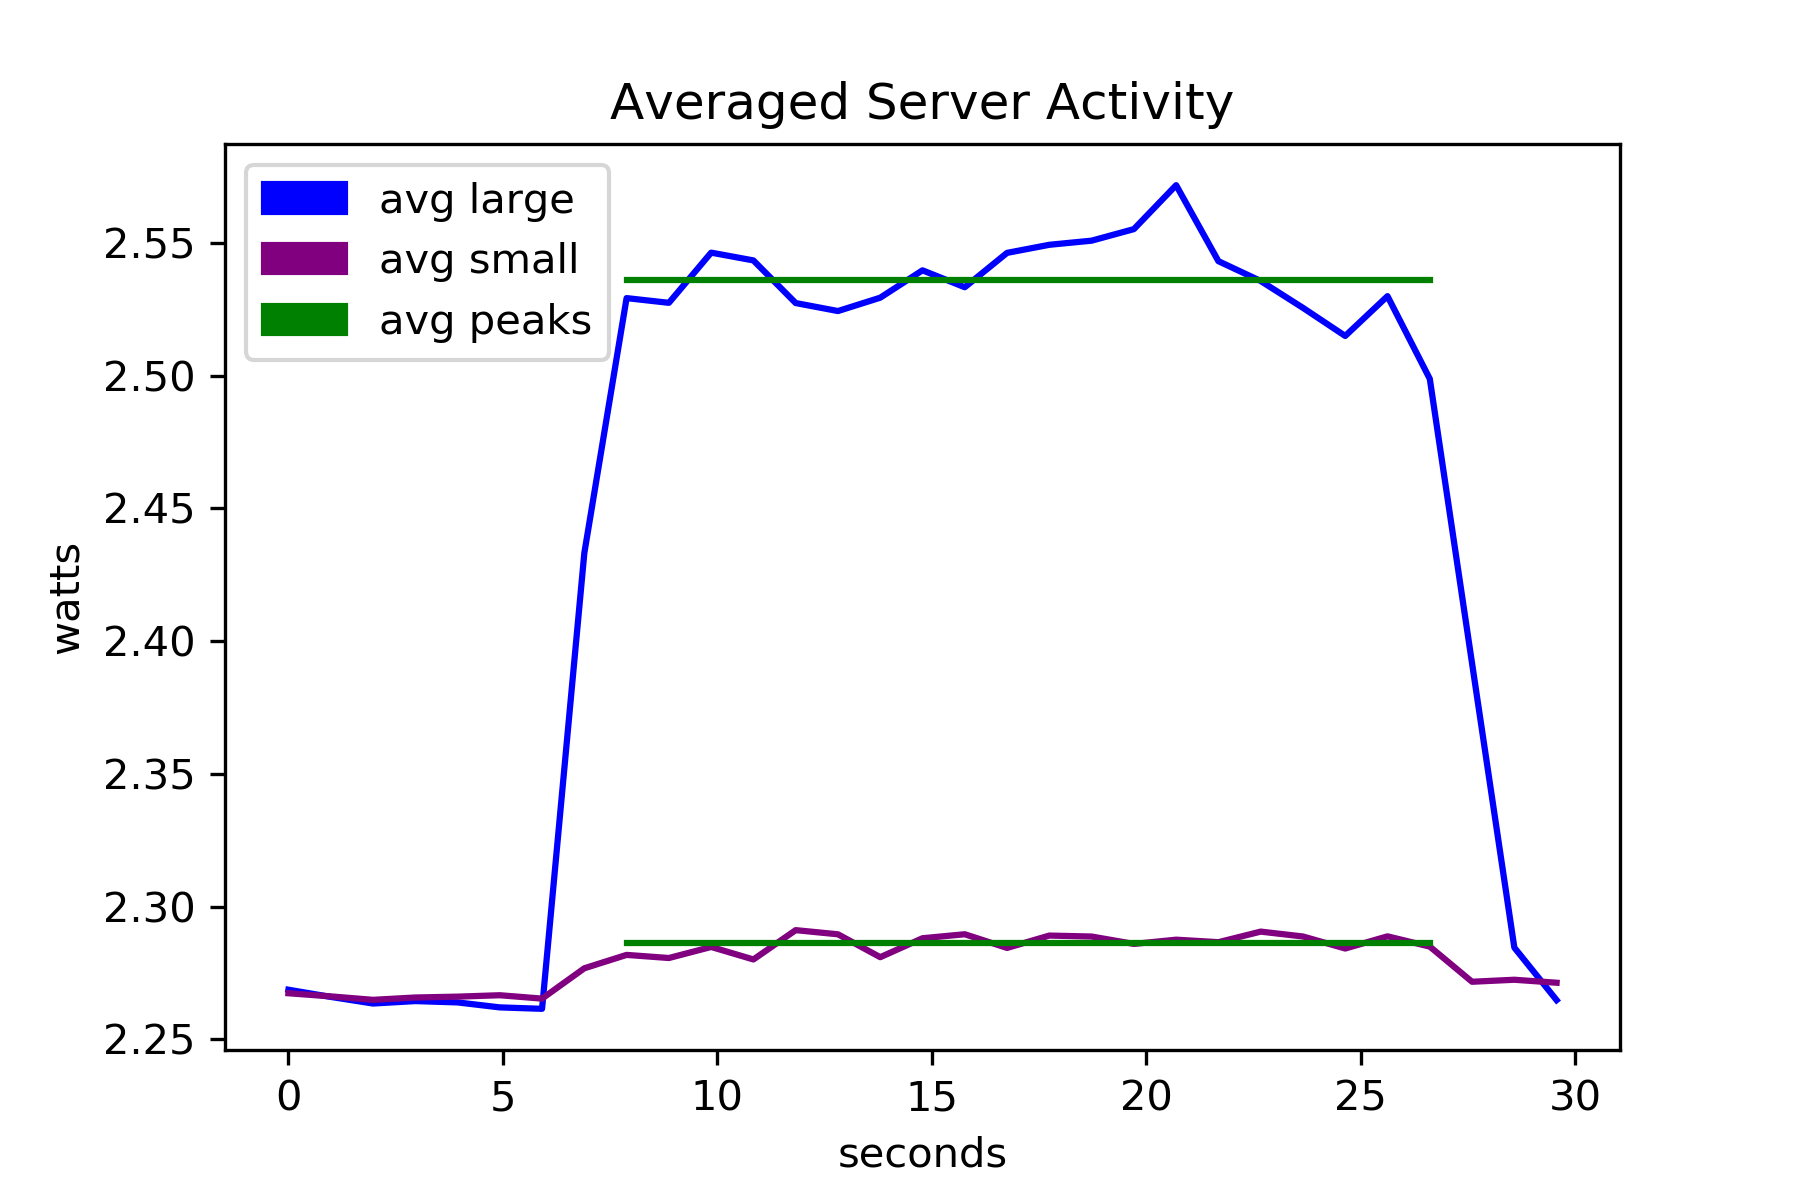 Averaged Server Activity
avg large
avg small
avg peaks
2.55
2.50
2.45
2.40
2.35
2.30
2.25
watts
0 5 10 15 20 25 30
seconds